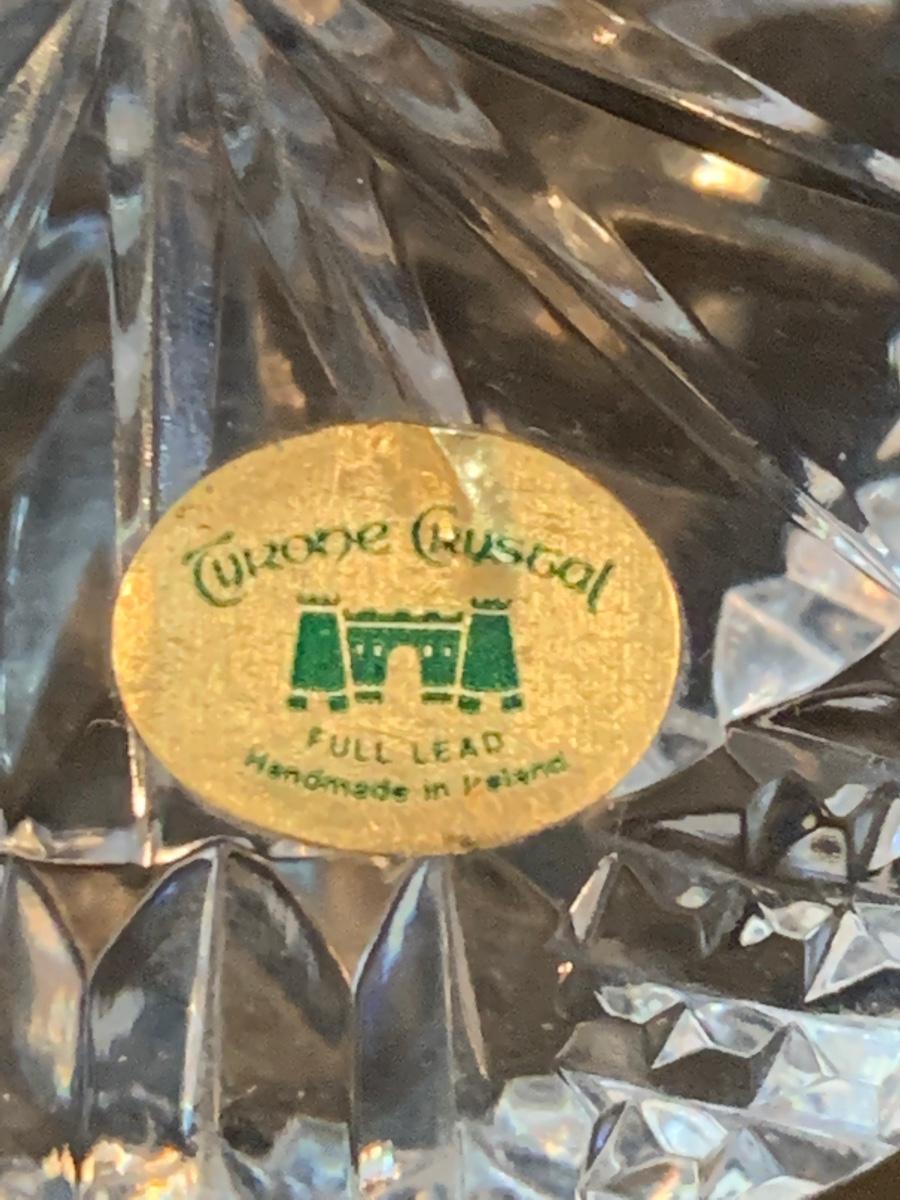 Tyrone Crystal
FULL LEAD
Handmade in Ireland